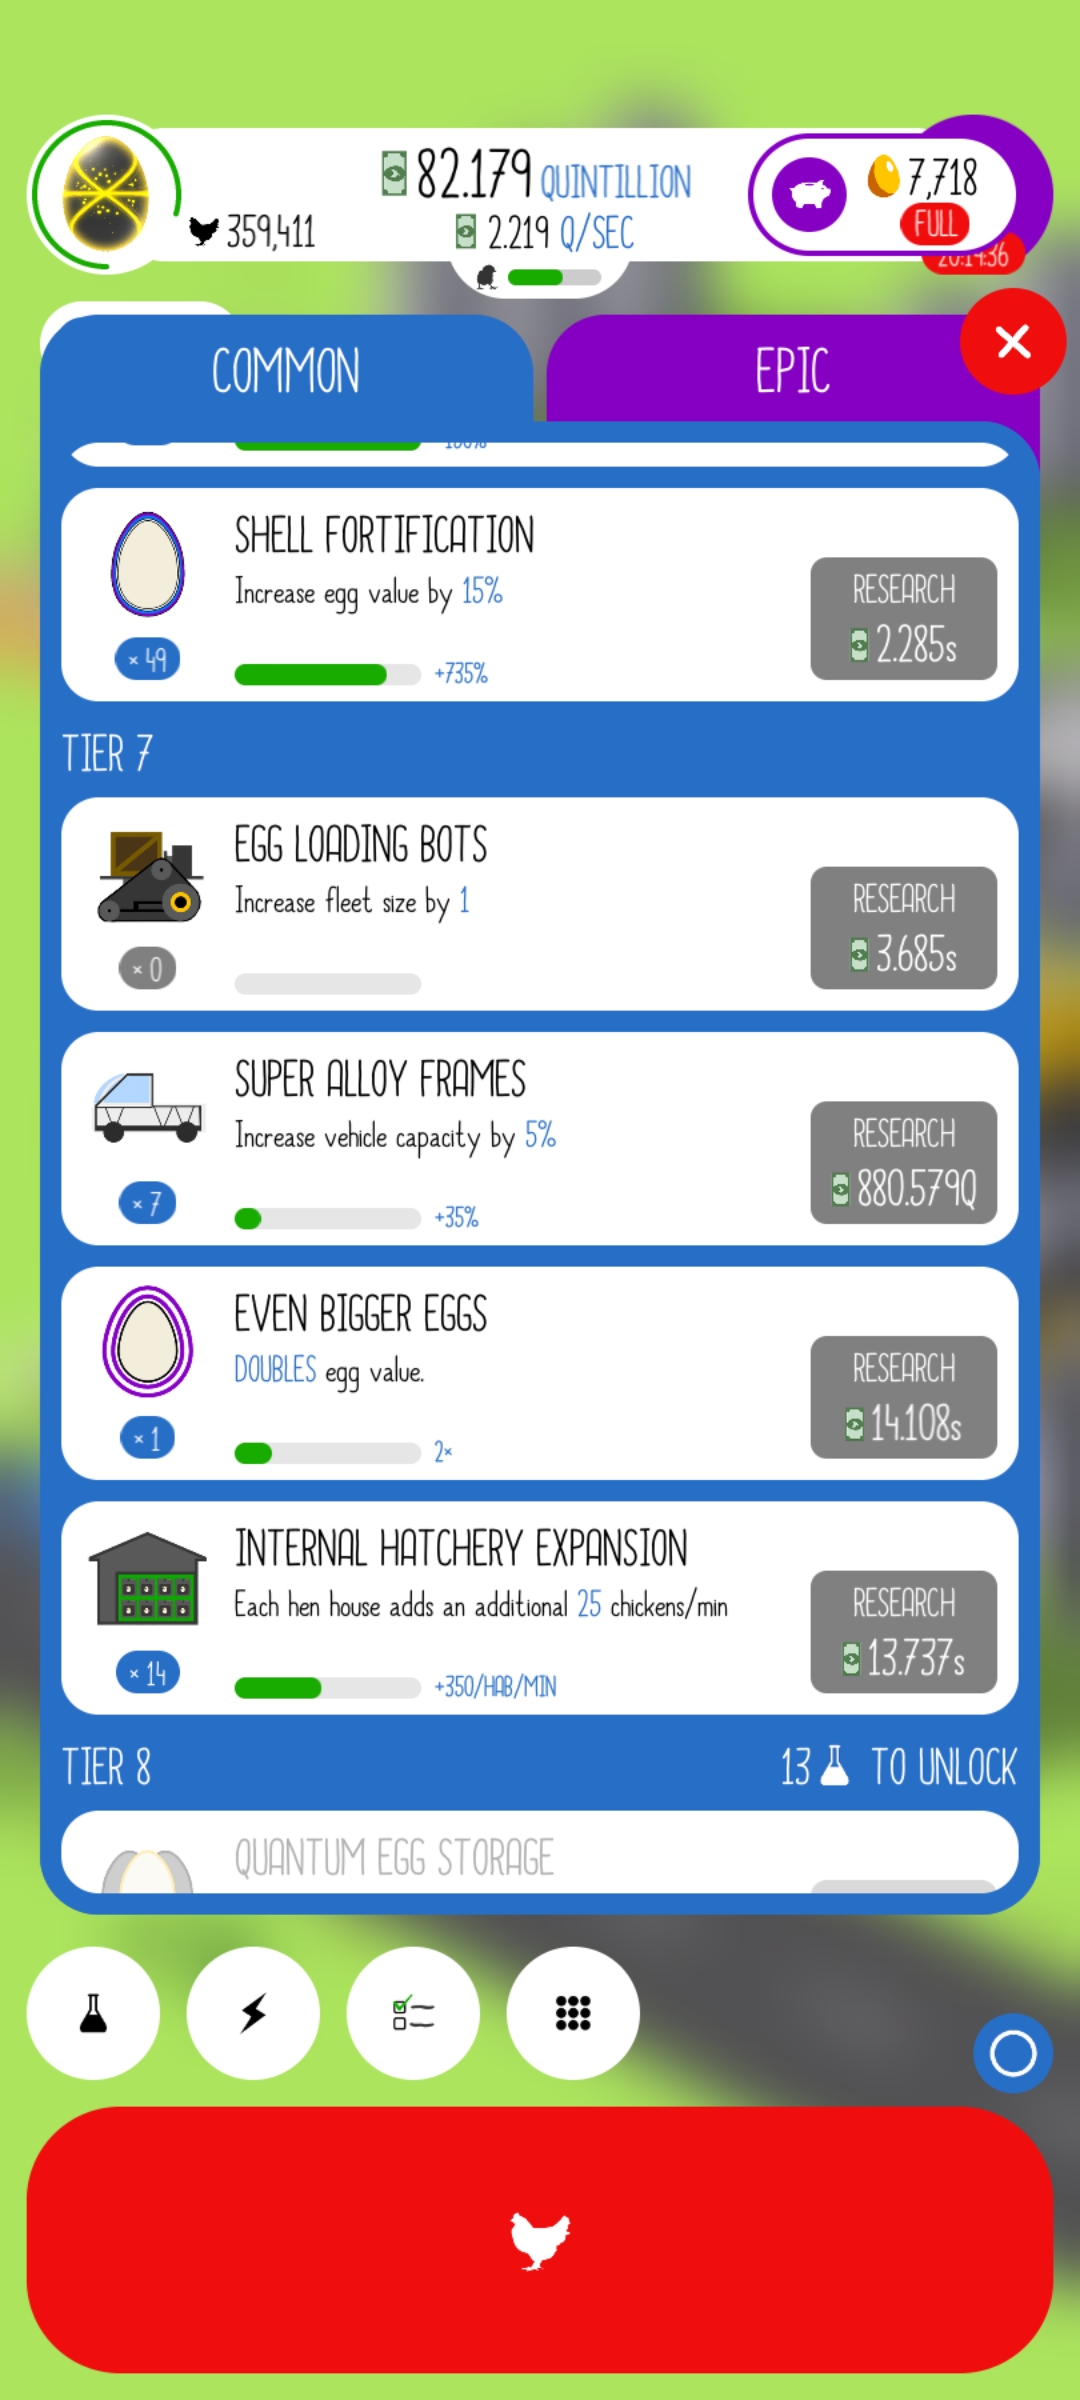 82.179 QUINTILLION
7,718
FULL
359,411
2.219 Q/SEC
20:14:36
COMMON
EPIC
SHELL FORTIFICATION
Increase egg value by 15%
RESEARCH
2.285s
× 49
+735%
TIER 7
EGG LOADING BOTS
Increase fleet size by 1
RESEARCH
3.685s
× 0
SUPER ALLOY FRAMES
Increase vehicle capacity by 5%
RESEARCH
880.579Q
× 7
+35%
EVEN BIGGER EGGS
DOUBLES egg value.
RESEARCH
14.108s
× 1
2×
INTERNAL HATCHERY EXPANSION
Each hen house adds an additional 25 chickens/min
RESEARCH
13.737s
× 14
+350/HAB/MIN
TIER 8
13 TO UNLOCK
QUANTUM EGG STORAGE